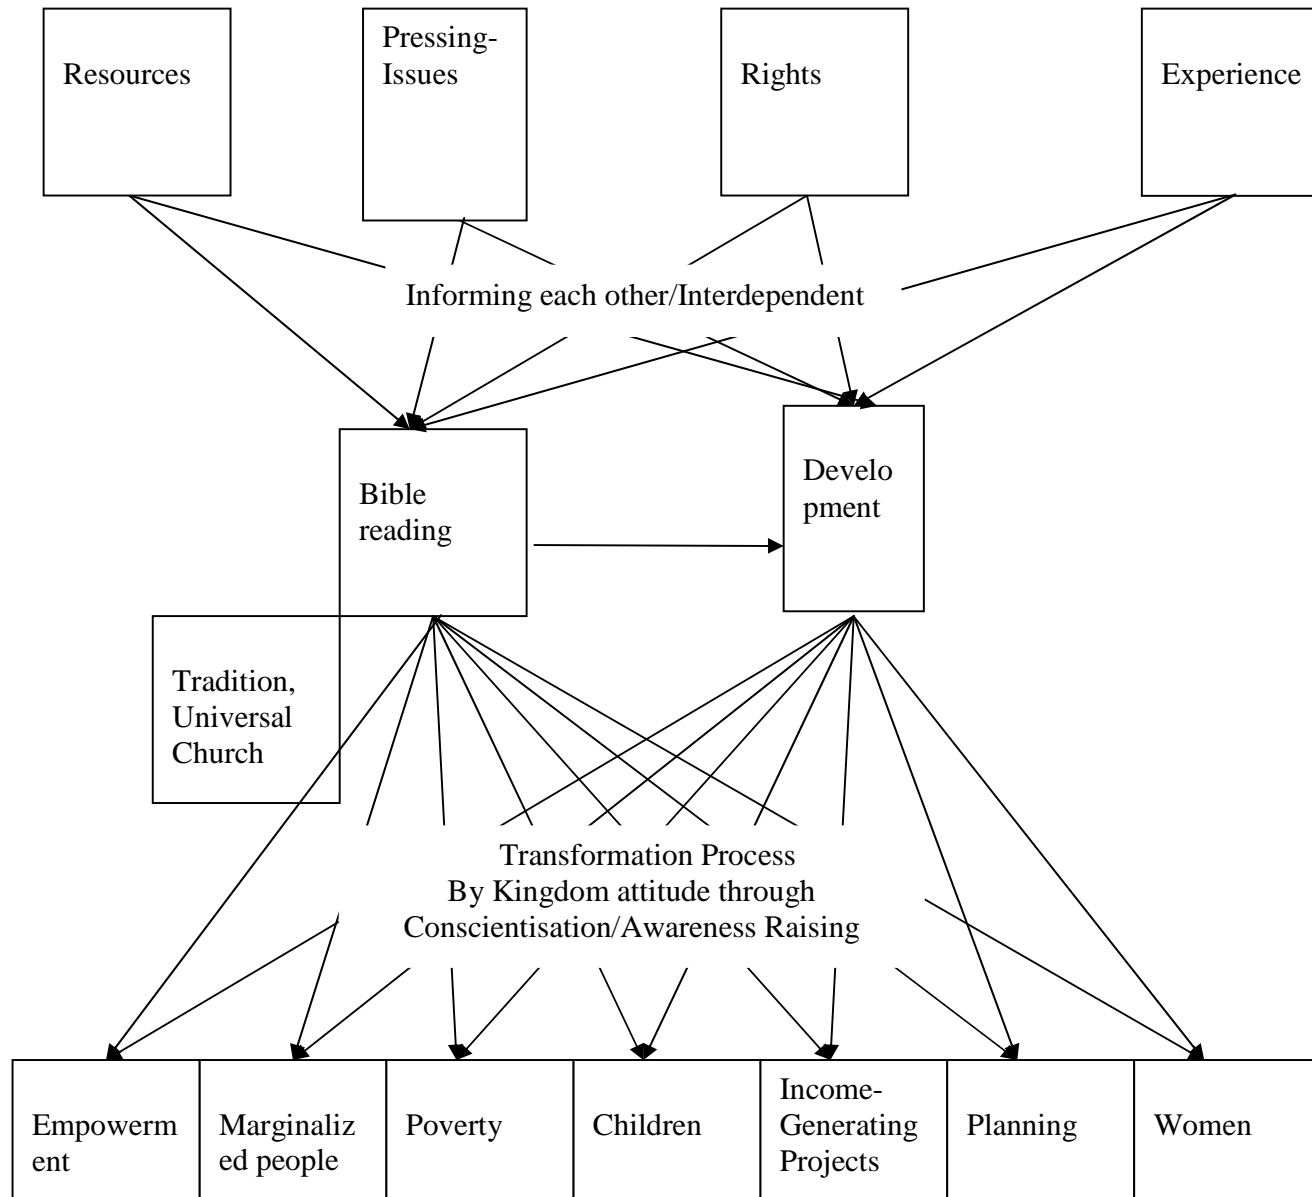 Resources
Pressing-
Issues
Rights
Experience
Informing each other/Interdependent
Bible
reading
Develo
pment
Tradition,
Universal
Church
Transformation Process
By Kingdom attitude through
Conscientisation/Awareness Raising
Empowerm
ent
Marginaliz
ed people
Poverty
Children
Income-
Generating
Projects
Planning
Women